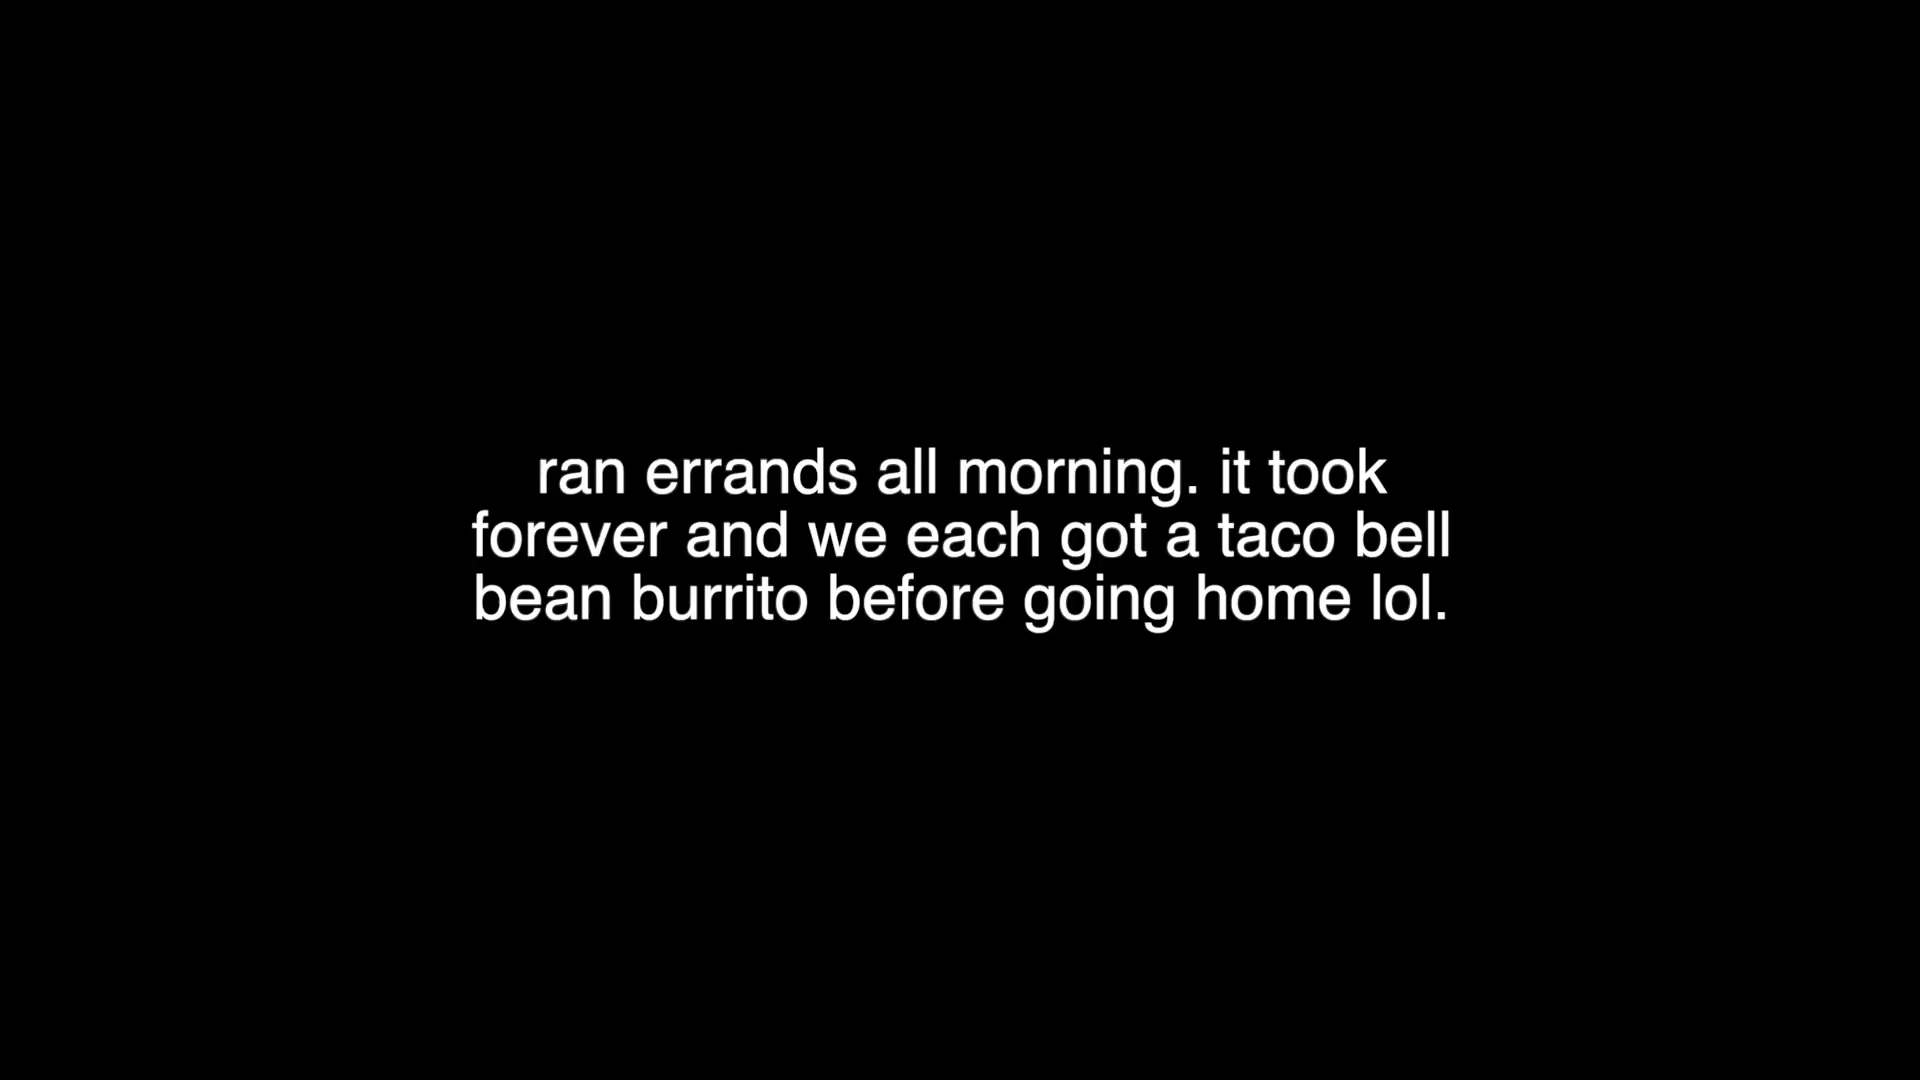 ran errands all morning. it took
forever and we each got a taco bell
bean burrito before going home lol.